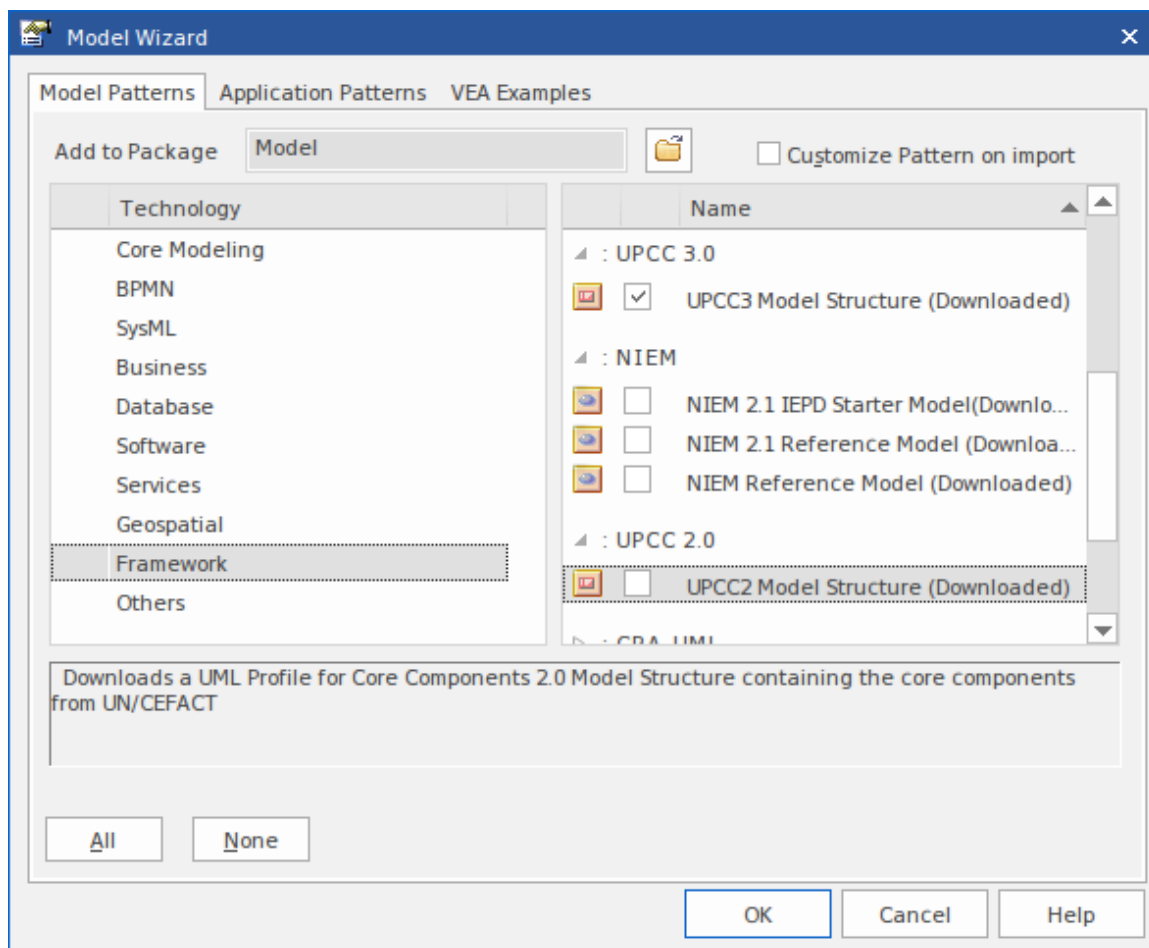 Model Wizard
Model Patterns Application Patterns VEA Examples
Add to Package Model Customize Pattern on import
Technology
Core Modeling
BPMN
SysML
Business
Database
Software
Services
Geospatial
Framework
Others
Name
: UPCC 3.0
UPCC3 Model Structure (Downloaded)
: NIEM
NIEM 2.1 IEPD Starter Model(Downlo...
NIEM 2.1 Reference Model (Downloa...
NIEM Reference Model (Downloaded)
: UPCC 2.0
UPCC2 Model Structure (Downloaded)
: GRA-UML
Downloads a UML Profile for Core Components 2.0 Model Structure containing the core components
from UN/CEFACT
All None
OK Cancel Help